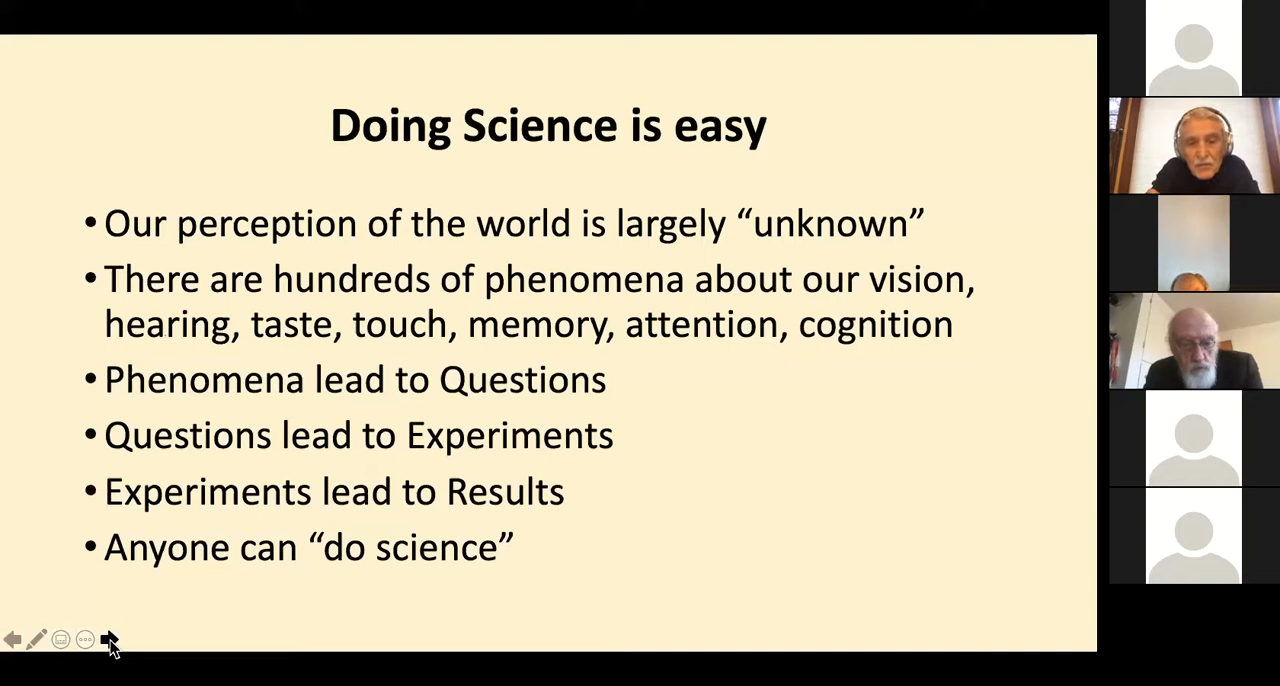 Doing Science is easy
• Our perception of the world is largely “unknown”
• There are hundreds of phenomena about our vision,
hearing, taste, touch, memory, attention, cognition
• Phenomena lead to Questions
• Questions lead to Experiments
• Experiments lead to Results
• Anyone can “do science”